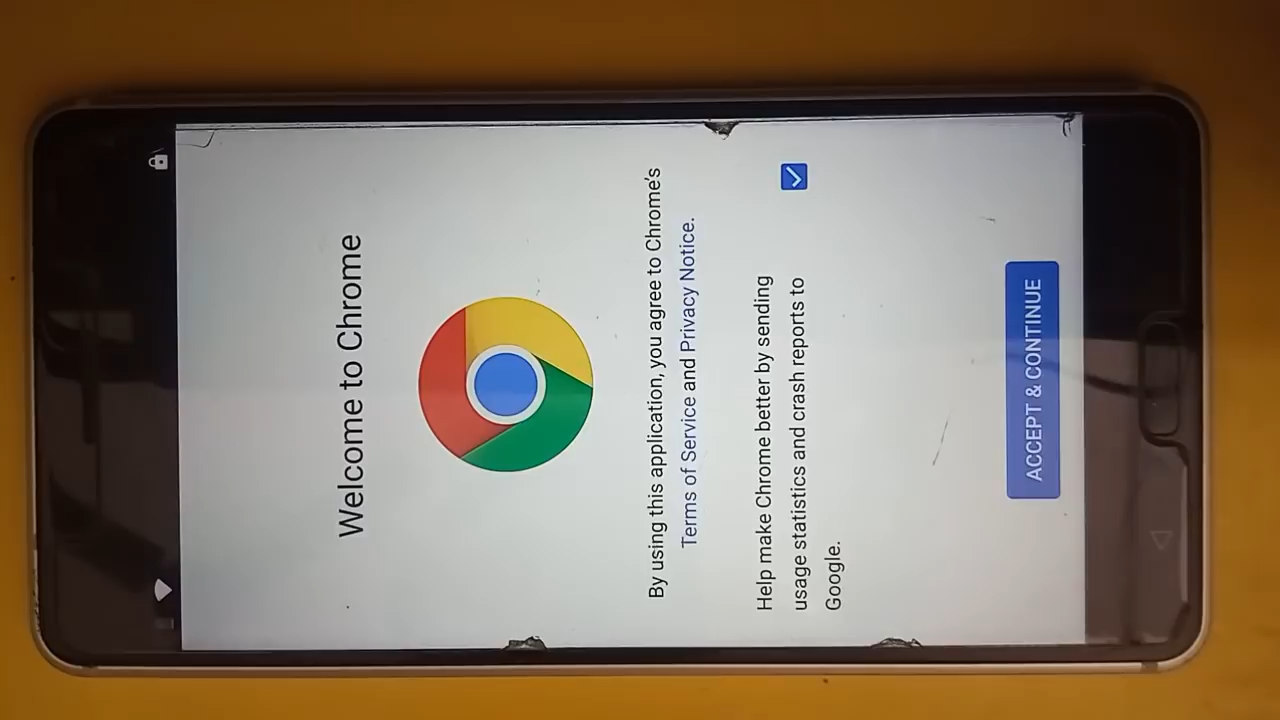 Welcome to Chrome
By using this application, you agree to Chrome's
Terms of Service and Privacy Notice.
Help make Chrome better by sending
usage statistics and crash reports to
Google.
ACCEPT & CONTINUE